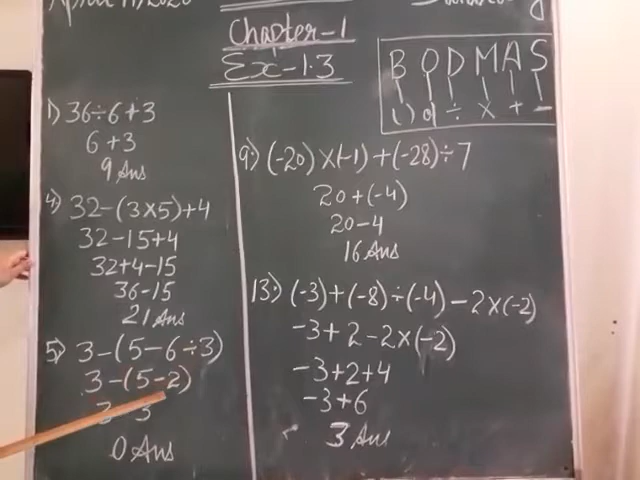 Chapter-1
Ex-1.3
B O D M A S
( ) of ÷ × + -
1) 36÷6+3
6+3
9 Ans
4) 32-(3×5)+4
32-15+4
32+4-15
36-15
21 Ans
5) 3-(5-6÷3)
3-(5-2)
3-3
0 Ans
9) (-20)×(-1)+(-28)÷7
20+(-4)
20-4
16 Ans
13) (-3)+(-8)÷(-4)-2×(-2)
-3+2-2×(-2)
-3+2+4
-3+6
3 Ans